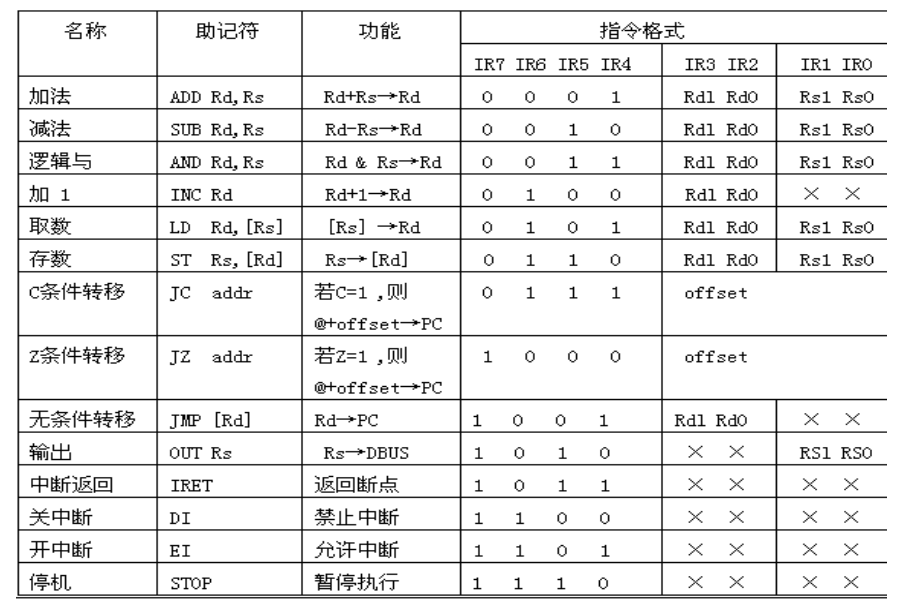 名称 助记符 功能 指令格式
IR7 IR6 IR5 IR4 IR3 IR2 IR1 IR0
加法 ADD Rd,Rs Rd+Rs→Rd 0 0 0 1 Rd1 Rd0 Rs1 Rs0
减法 SUB Rd,Rs Rd-Rs→Rd 0 0 1 0 Rd1 Rd0 Rs1 Rs0
逻辑与 AND Rd,Rs Rd & Rs→Rd 0 0 1 1 Rd1 Rd0 Rs1 Rs0
加 1 INC Rd Rd+1→Rd 0 1 0 0 Rd1 Rd0 × ×
取数 LD Rd,[Rs] [Rs] →Rd 0 1 0 1 Rd1 Rd0 Rs1 Rs0
存数 ST Rs,[Rd] Rs→[Rd] 0 1 1 0 Rd1 Rd0 Rs1 Rs0
C条件转移 JC addr 若C=1 ,则 0 1 1 1 offset
@+offset→PC
Z条件转移 JZ addr 若Z=1 ,则 1 0 0 0 offset
@+offset→PC
无条件转移 JMP [Rd] Rd→PC 1 0 0 1 Rd1 Rd0 × ×
输出 OUT Rs Rs→DBUS 1 0 1 0 × × RS1 RS0
中断返回 IRET 返回断点 1 0 1 1 × × × ×
关中断 DI 禁止中断 1 1 0 0 × × × ×
开中断 EI 允许中断 1 1 0 1 × × × ×
停机 STOP 暂停执行 1 1 1 0 × × × ×